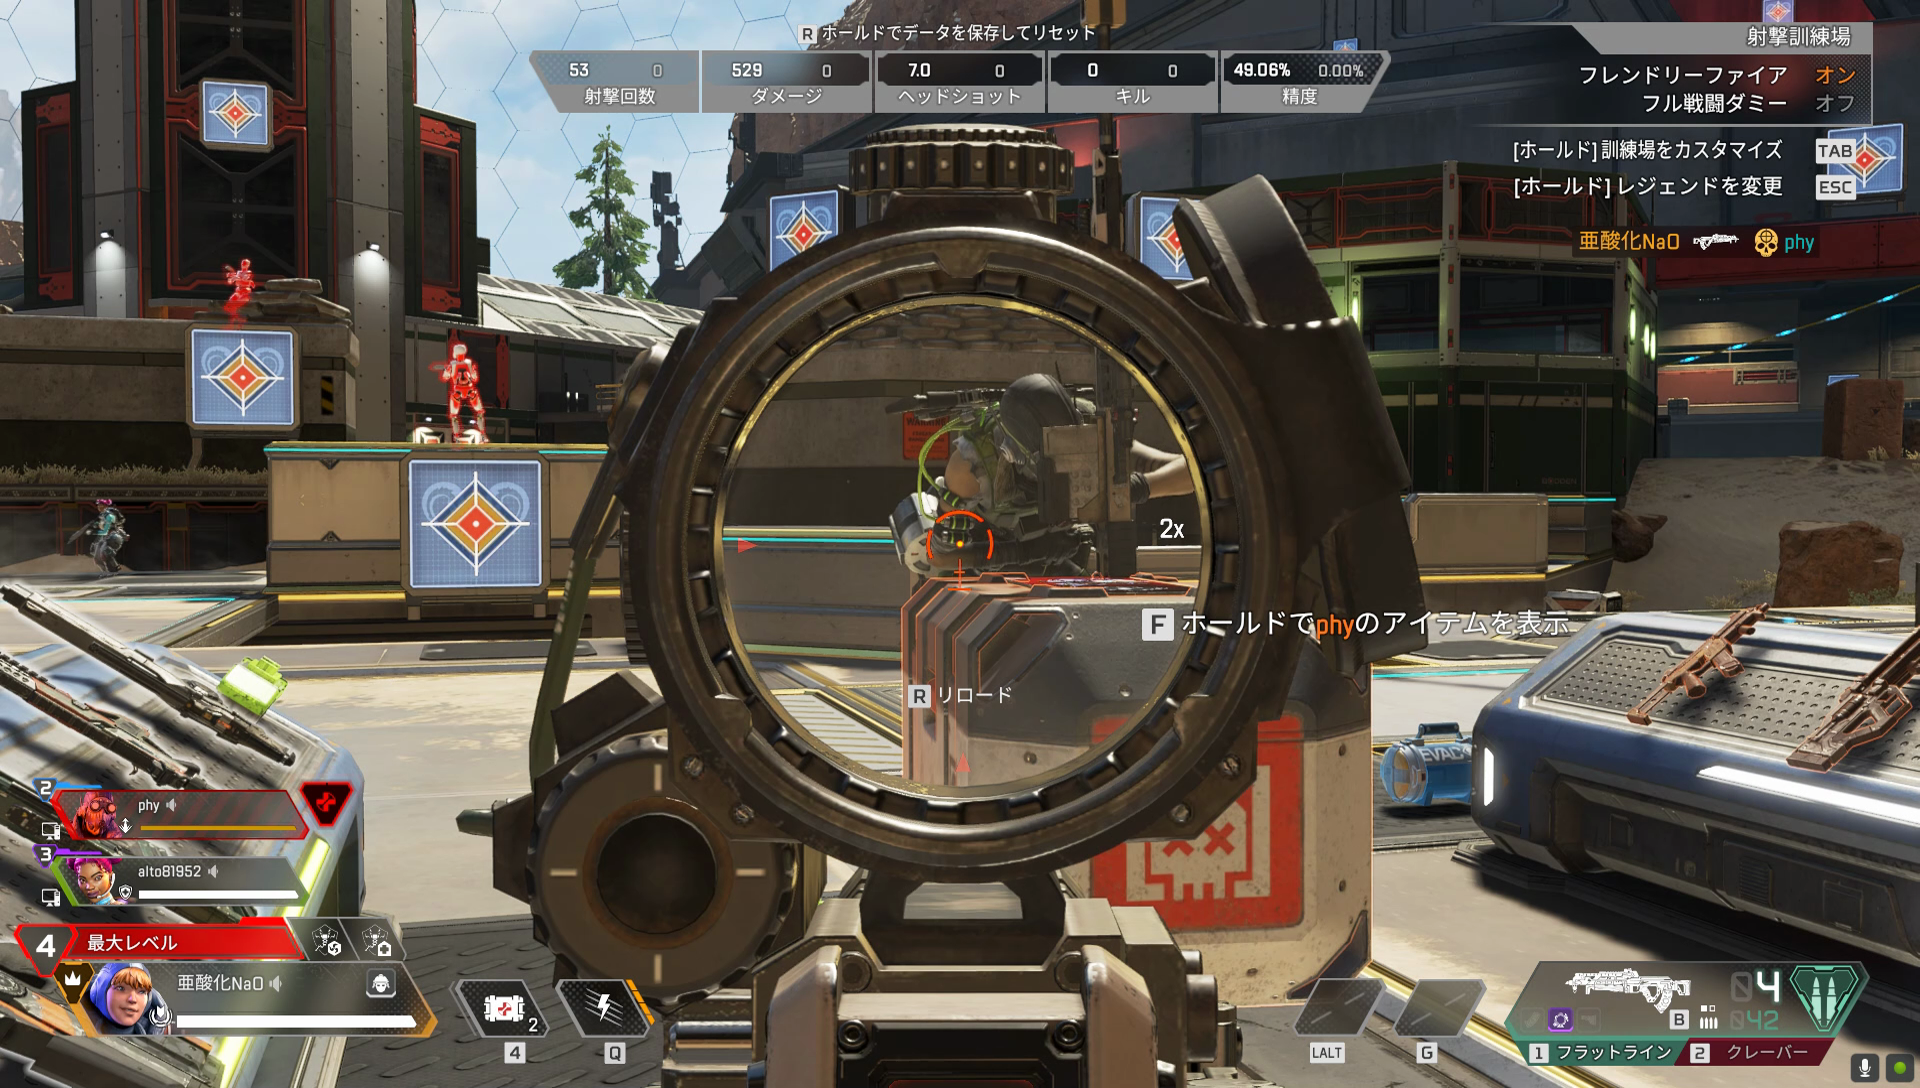 R ホールドでデータを保存してリセット
53 0 射撃回数
529 0 ダメージ
7.0 0 ヘッドショット
0 0 キル
49.06% 0.00% 精度
射撃訓練場
フレンドリーファイア オン
フル戦闘ダミー オフ
[ホールド]訓練場をカスタマイズ TAB
[ホールド]レジェンドを変更 ESC
亜酸化NaO phy
WARNING
2x
F ホールドでphyのアイテムを表示
R リロード
EVAC
2
phy
3
alto81952
4 最大レベル
亜酸化NaO
2
4
Q
LALT
G
04
B
042
1 フラットライン
2 クレーバー